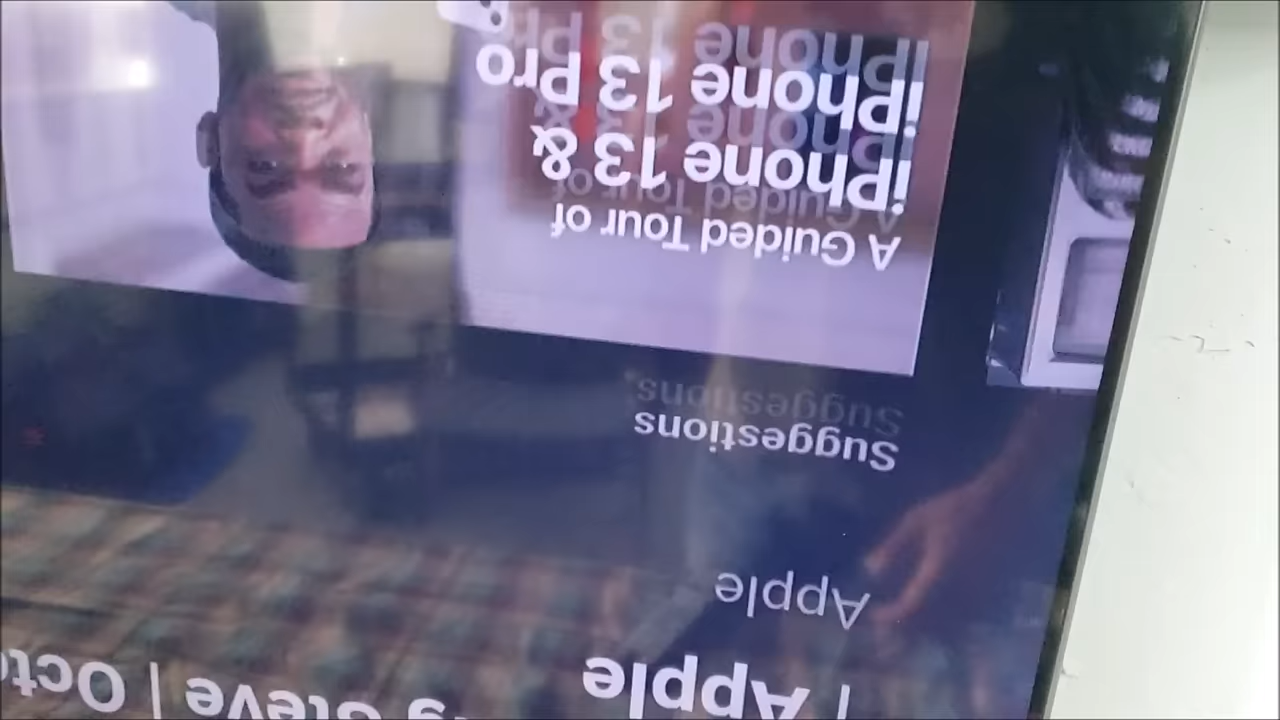 Steve | Octo
| Apple
Apple
Suggestions
A Guided Tour of
iPhone 13 &
iPhone 13 Pro